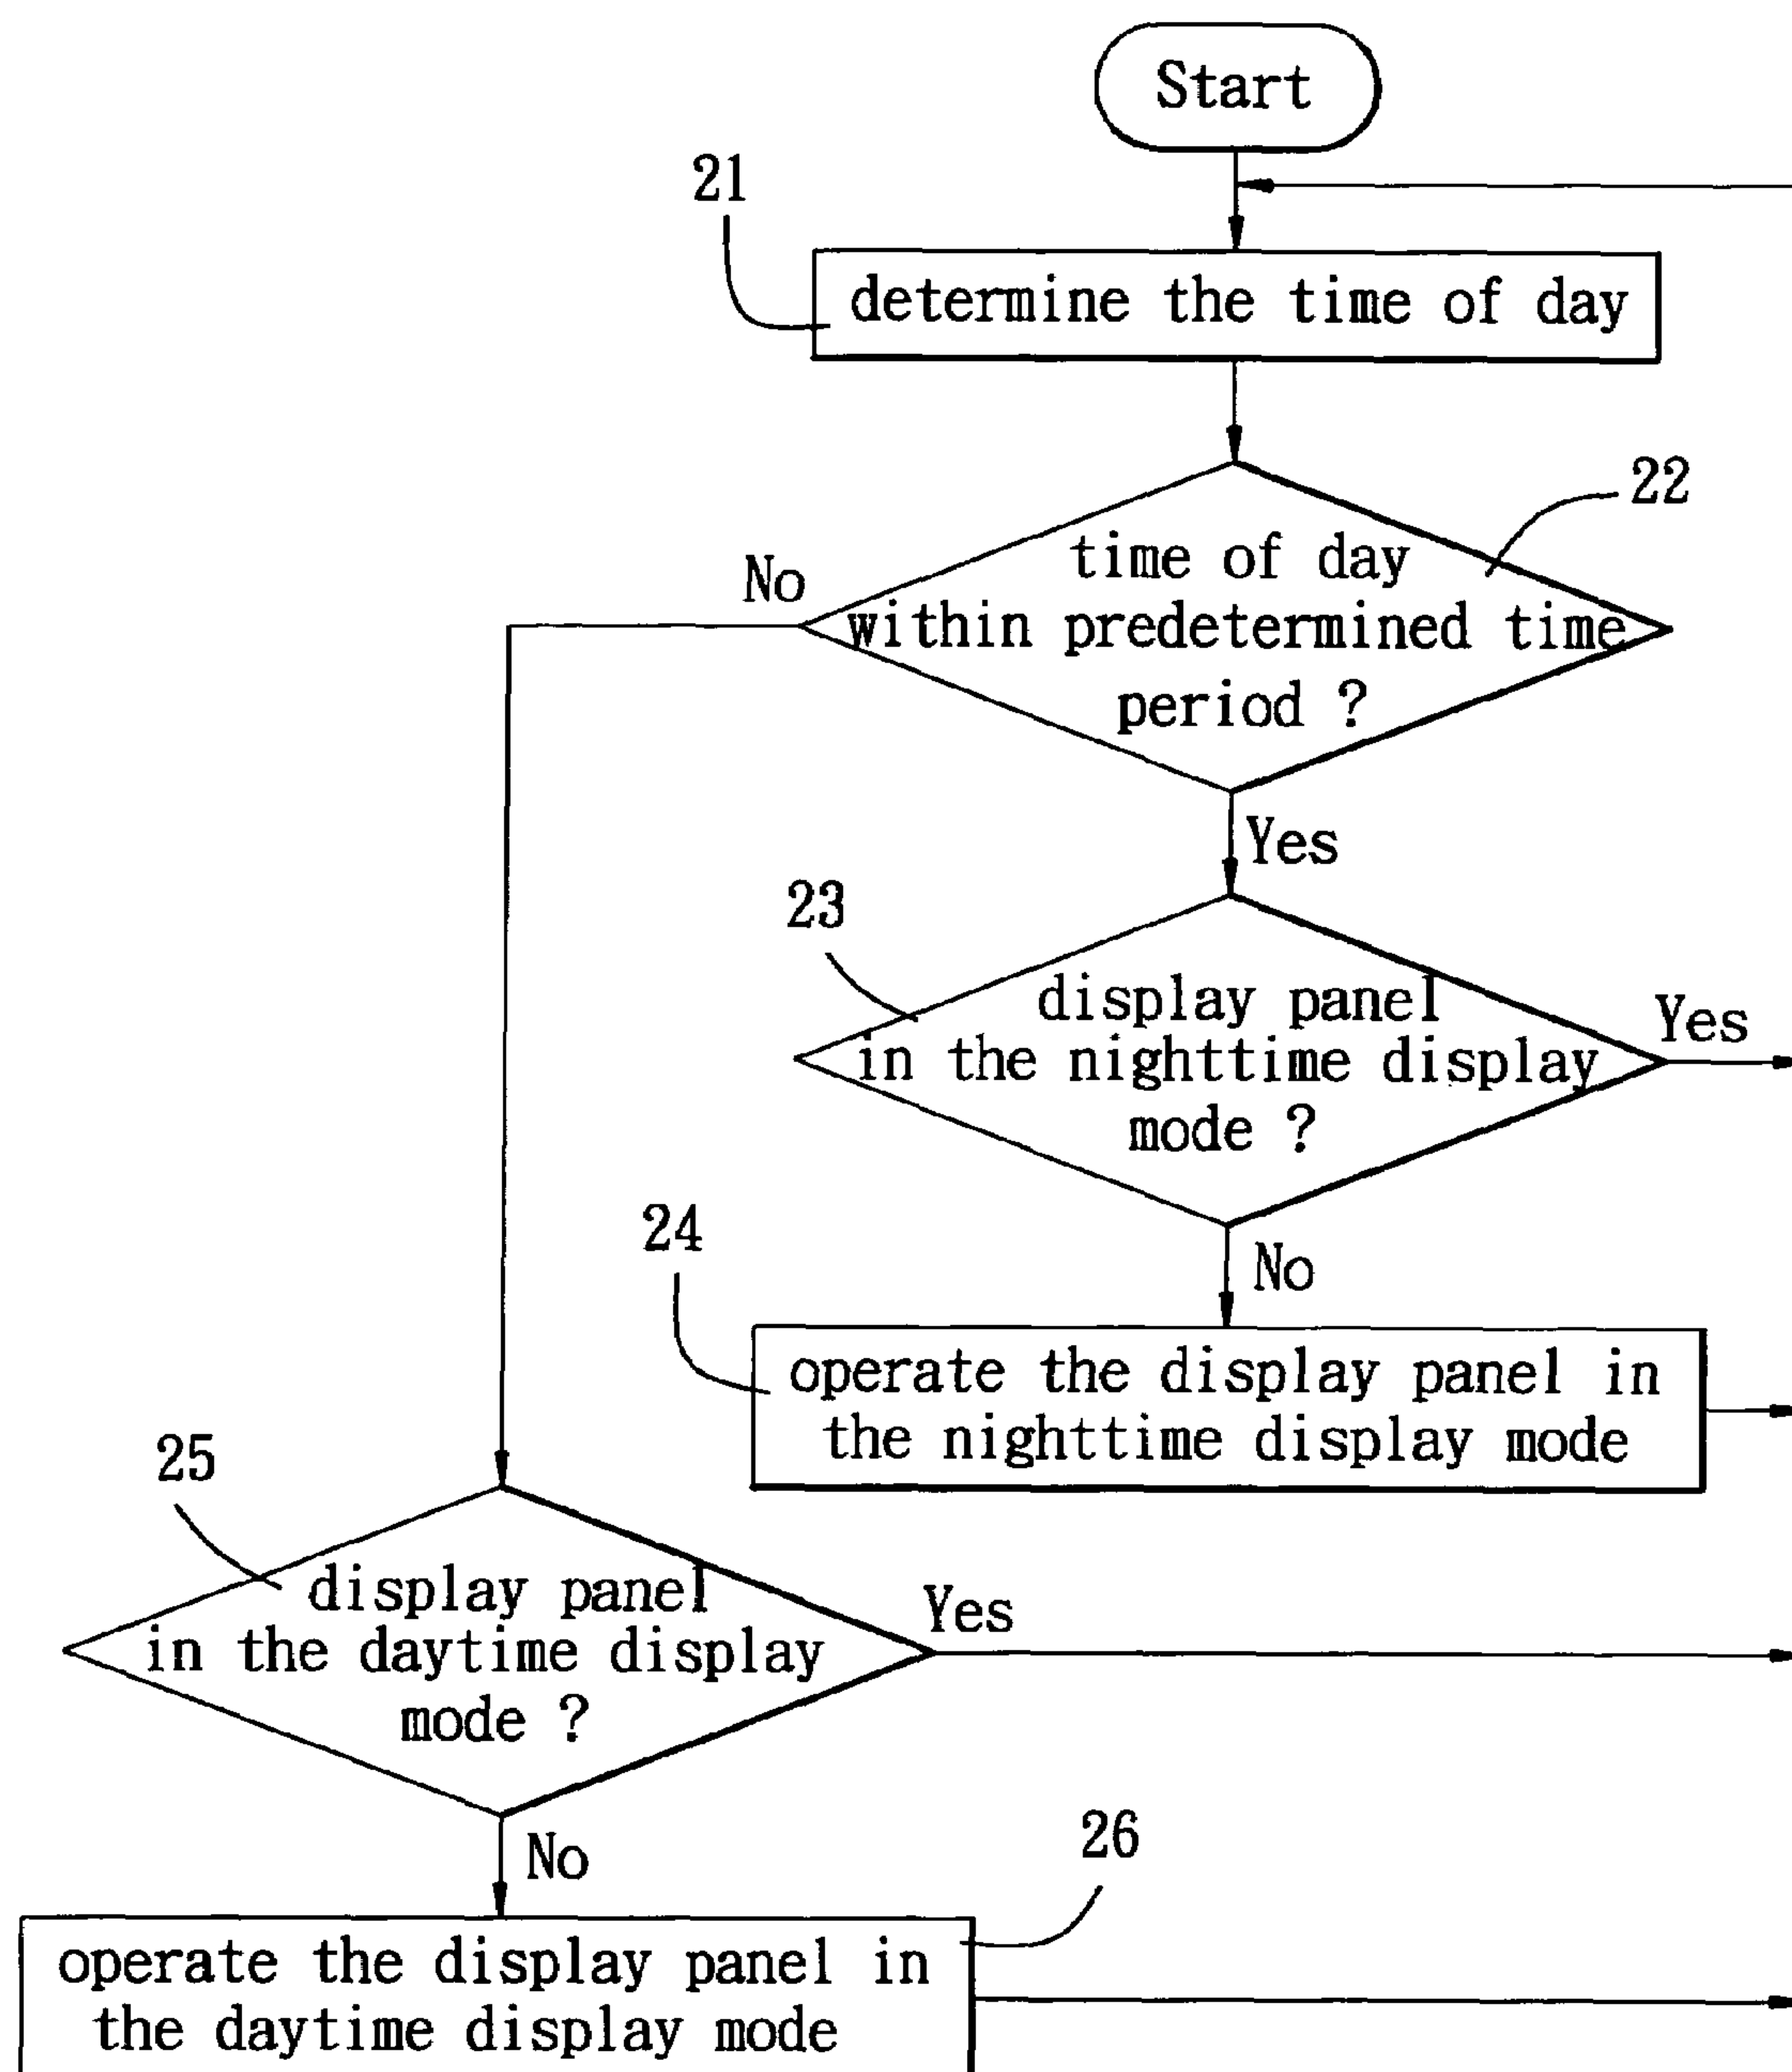 Start
21
determine the time of day
22
time of day
within predetermined time
period ?
No
Yes
23
display panel
in the nighttime display
mode ?
Yes
No
24
operate the display panel in
the nighttime display mode
25
display panel
in the daytime display
mode ?
Yes
No
26
operate the display panel in
the daytime display mode